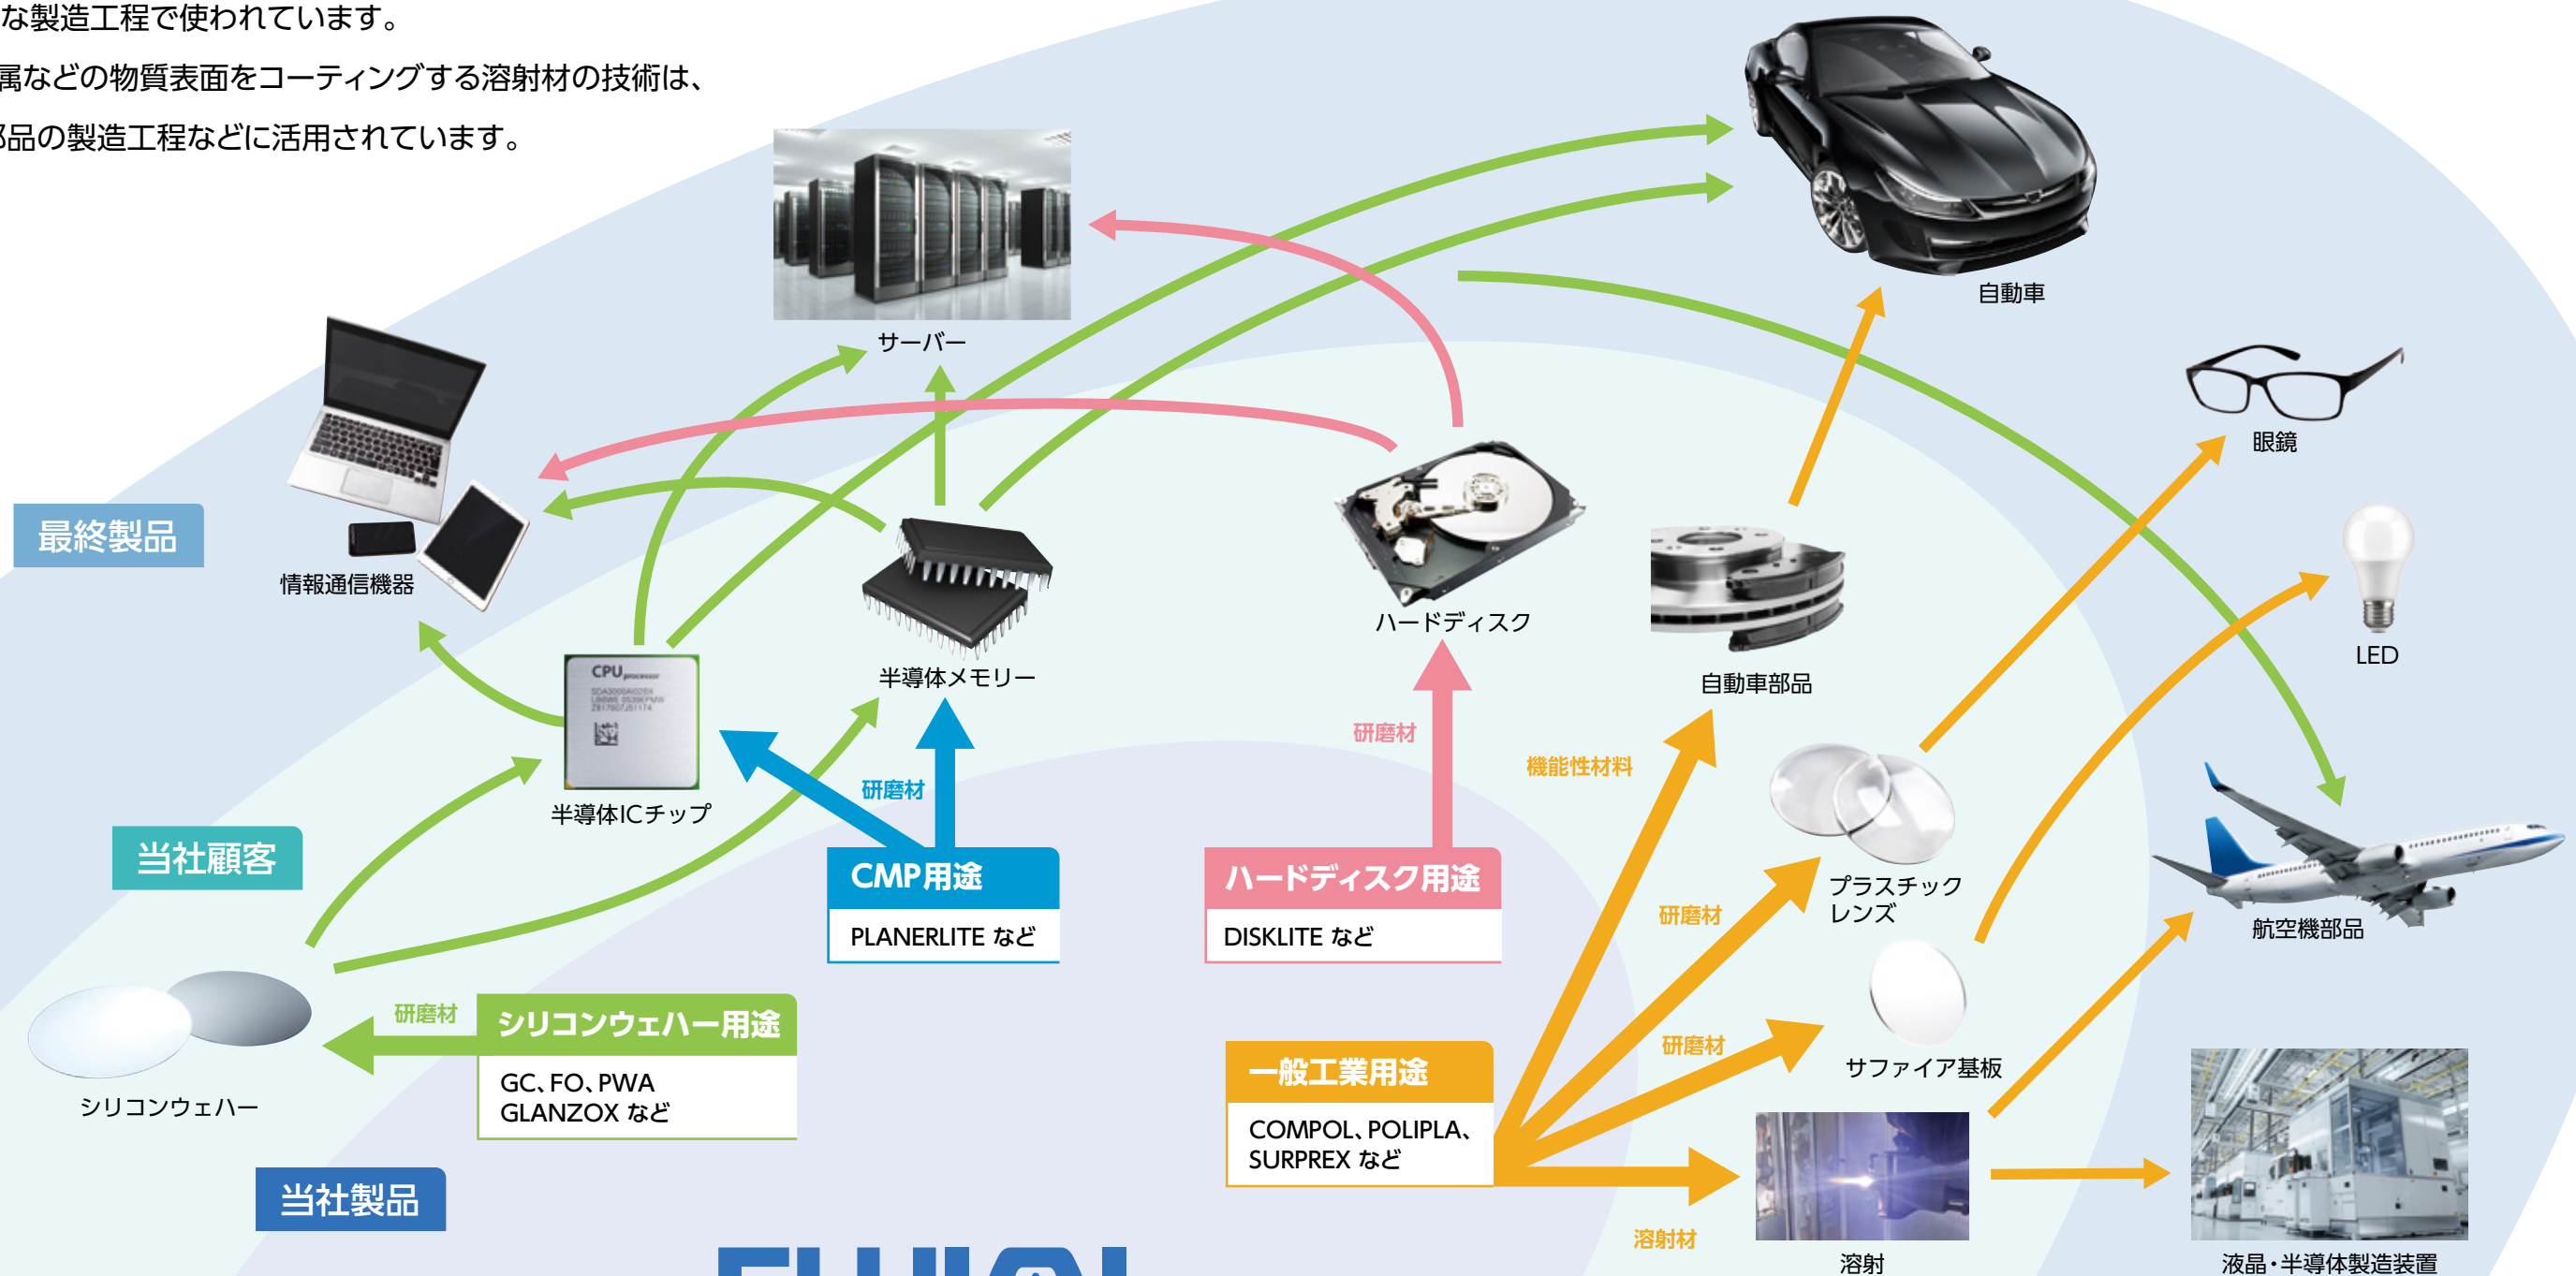 な製造工程で使われています。
属などの物質表面をコーティングする溶射材の技術は、
部品の製造工程などに活用されています。
サーバー
自動車
眼鏡
最終製品
情報通信機器
ハードディスク
LED
CPU processor
半導体メモリー
自動車部品
研磨材
機能性材料
研磨材
半導体ICチップ
当社顧客
CMP用途
PLANERLITE など
ハードディスク用途
DISKLITE など
プラスチック
レンズ
研磨材
航空機部品
研磨材
シリコンウェハー用途
GC、FO、PWA
GLANZOX など
シリコンウェハー
研磨材
一般工業用途
COMPOL、POLIPLA、
SURPREX など
サファイア基板
当社製品
溶射材
溶射
液晶・半導体製造装置